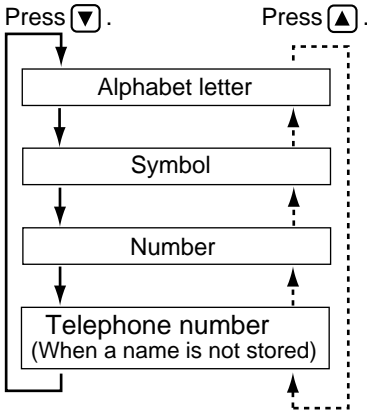 Press ▼. Press ▲.
Alphabet letter
Symbol
Number
Telephone number
(When a name is not stored)